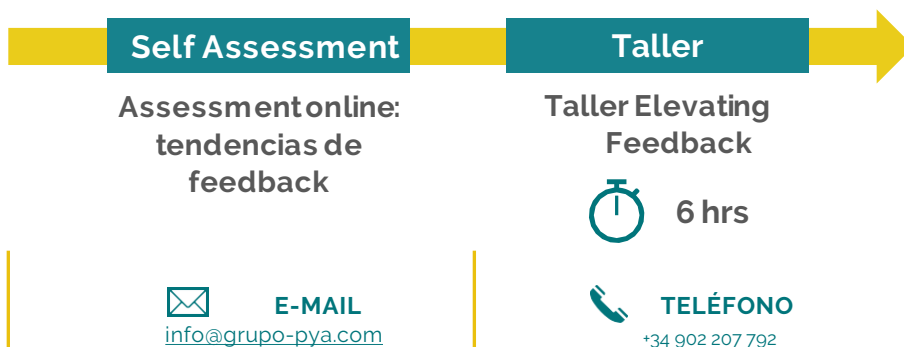 Self Assessment
Assessment online:
tendencias de
feedback
Taller
Taller Elevating
Feedback
6 hrs
E-MAIL
info@grupo-pya.com
TELÉFONO
+34 902 207 792